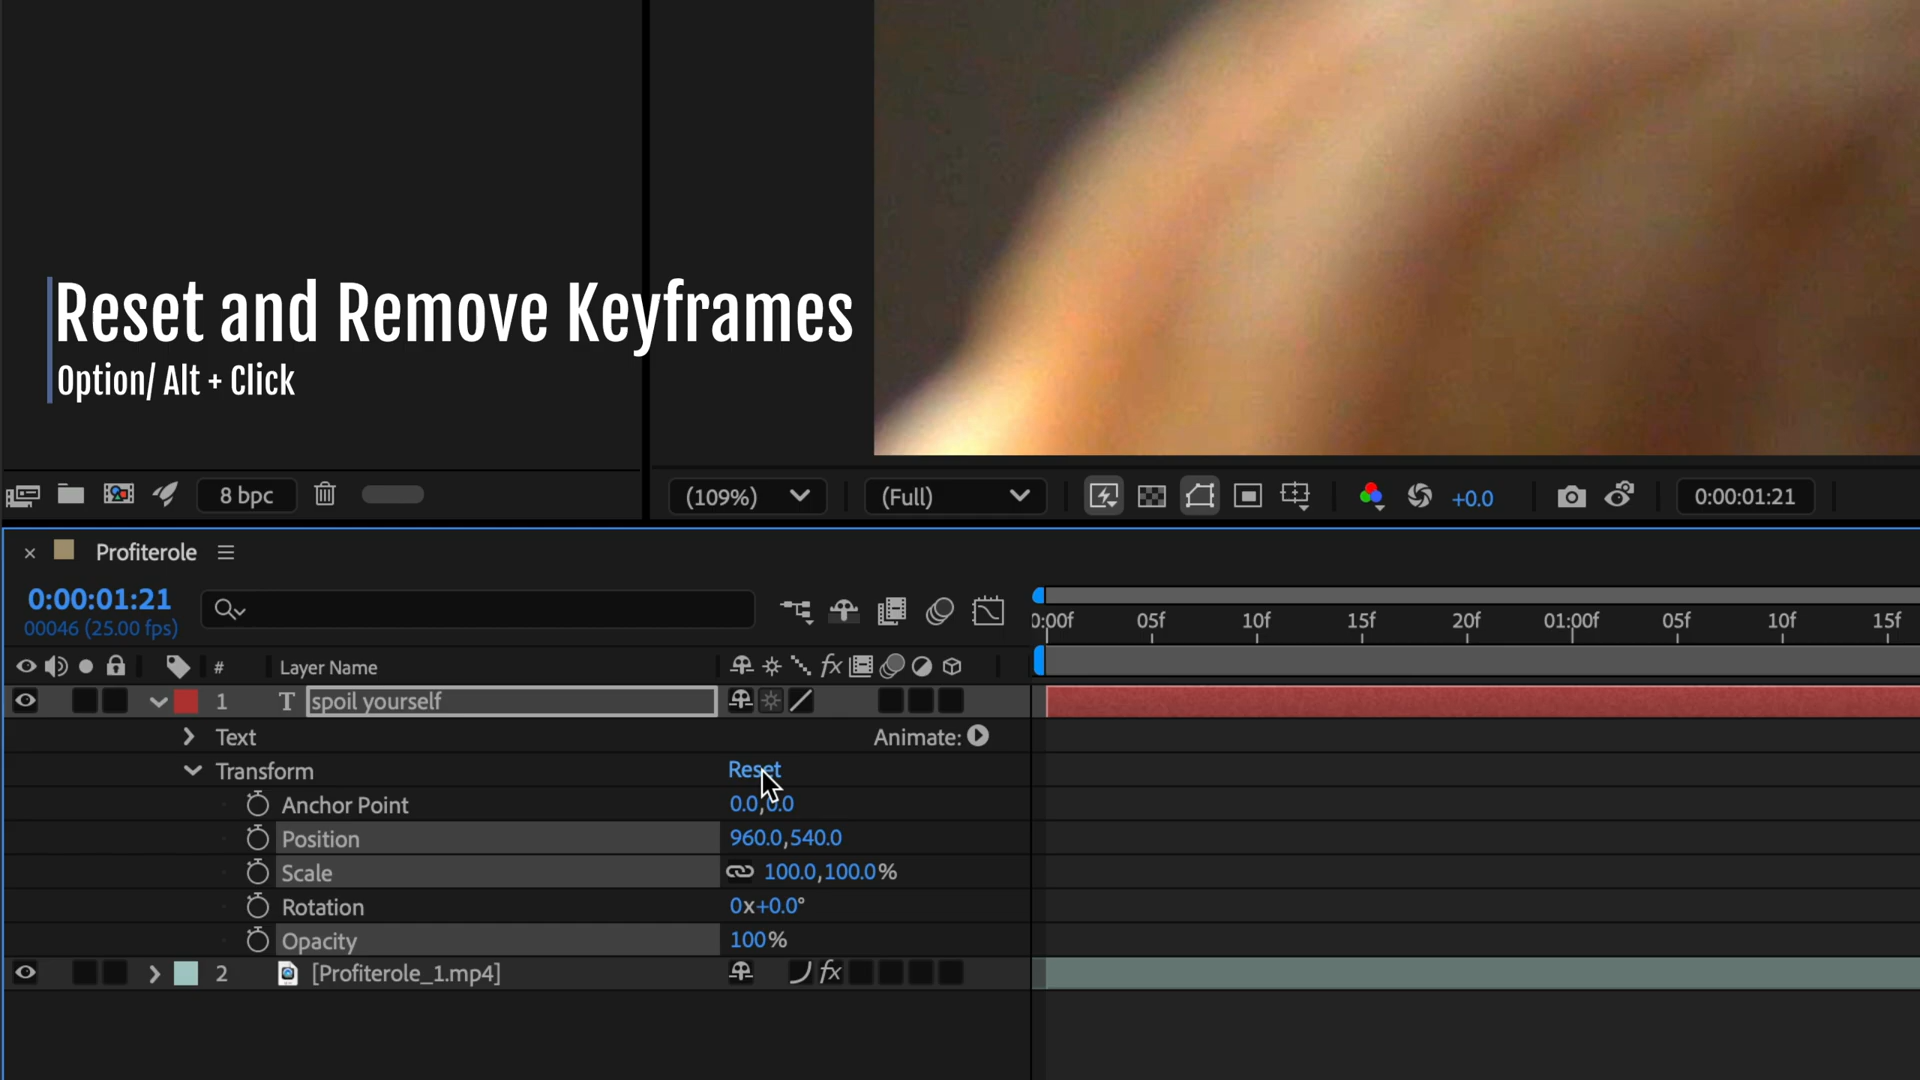 Reset and Remove Keyframes
Option/ Alt + Click
8 bpc
(109%)
(Full)
+0.0
0:00:01:21
Profiterole
0:00:01:21
00046 (25.00 fps)
0:00f 05f 10f 15f 20f 01:00f 05f 10f 15f
# Layer Name
fx
1 T spoil yourself
Text Animate:
Transform Reset
Anchor Point 0.0,0.0
Position 960.0,540.0
Scale 100.0,100.0%
Rotation 0x+0.0°
Opacity 100%
2 [Profiterole_1.mp4] fx